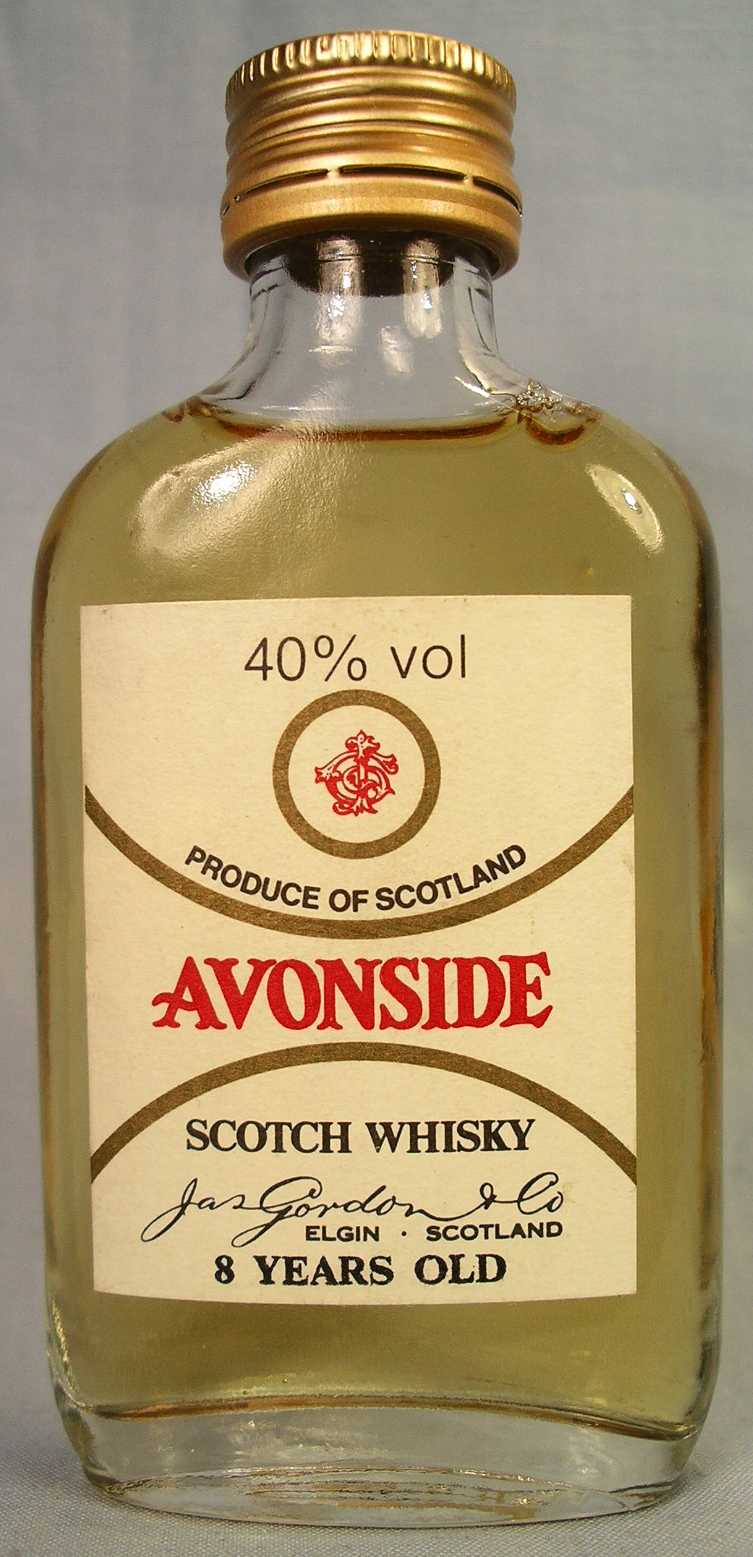 40% vol
PRODUCE OF SCOTLAND
AVONSIDE
SCOTCH WHISKY
Jas Gordon & Co
ELGIN · SCOTLAND
8 YEARS OLD